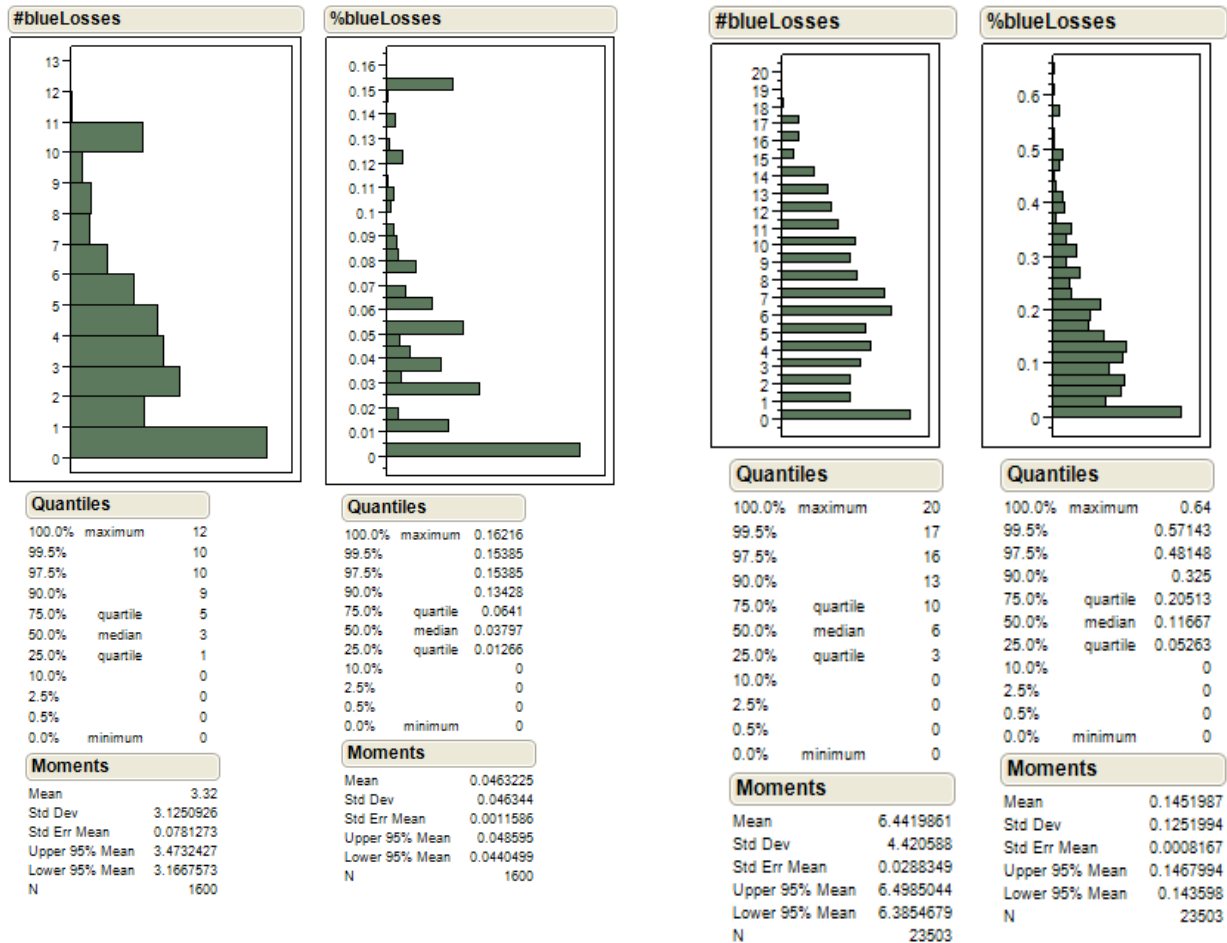 #blueLosses
13
12
11
10
9
8
7
6
5
4
3
2
1
0
Quantiles
100.0% maximum 12
99.5% 10
97.5% 10
90.0% 9
75.0% quartile 5
50.0% median 3
25.0% quartile 1
10.0% 0
2.5% 0
0.5% 0
0.0% minimum 0
Moments
Mean 3.32
Std Dev 3.1250926
Std Err Mean 0.0781273
Upper 95% Mean 3.4732427
Lower 95% Mean 3.1667573
N 1600
%blueLosses
0.16
0.15
0.14
0.13
0.12
0.11
0.1
0.09
0.08
0.07
0.06
0.05
0.04
0.03
0.02
0.01
0
Quantiles
100.0% maximum 0.16216
99.5% 0.15385
97.5% 0.15385
90.0% 0.13428
75.0% quartile 0.0641
50.0% median 0.03797
25.0% quartile 0.01266
10.0% 0
2.5% 0
0.5% 0
0.0% minimum 0
Moments
Mean 0.0463225
Std Dev 0.046344
Std Err Mean 0.0011586
Upper 95% Mean 0.048595
Lower 95% Mean 0.0440499
N 1600
#blueLosses
20
19
18
17
16
15
14
13
12
11
10
9
8
7
6
5
4
3
2
1
0
Quantiles
100.0% maximum 20
99.5% 17
97.5% 16
90.0% 13
75.0% quartile 10
50.0% median 6
25.0% quartile 3
10.0% 0
2.5% 0
0.5% 0
0.0% minimum 0
Moments
Mean 6.4419861
Std Dev 4.420588
Std Err Mean 0.0288349
Upper 95% Mean 6.4985044
Lower 95% Mean 6.3854679
N 23503
%blueLosses
0.6
0.5
0.4
0.3
0.2
0.1
0
Quantiles
100.0% maximum 0.64
99.5% 0.57143
97.5% 0.48148
90.0% 0.325
75.0% quartile 0.20513
50.0% median 0.11667
25.0% quartile 0.05263
10.0% 0
2.5% 0
0.5% 0
0.0% minimum 0
Moments
Mean 0.1451987
Std Dev 0.1251994
Std Err Mean 0.0008167
Upper 95% Mean 0.1467994
Lower 95% Mean 0.143598
N 23503